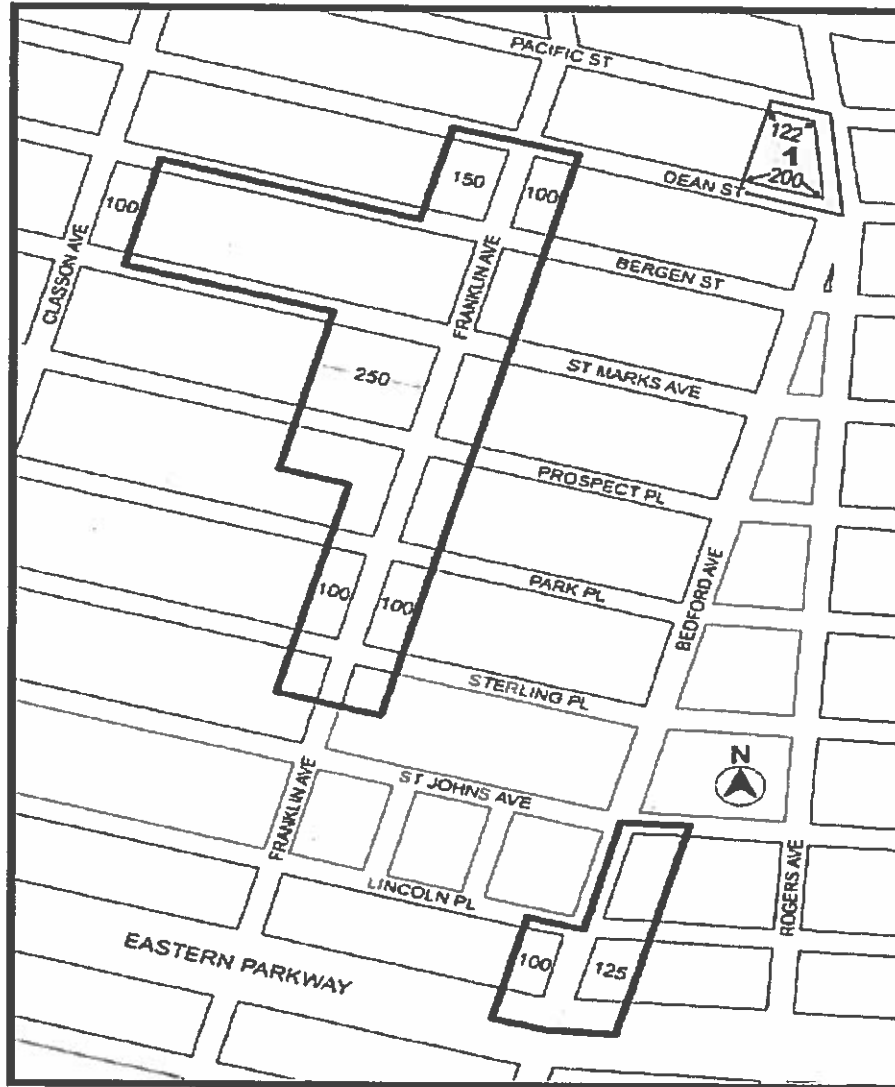 PACIFIC ST
122
1
200
DEAN ST
150
100
100
BERGEN ST
CLASSON AVE
FRANKLIN AVE
ST MARKS AVE
250
PROSPECT PL
BEDFORD AVE
PARK PL
100
100
STERLING PL
N
ST JOHNS AVE
FRANKLIN AVE
LINCOLN PL
ROGERS AVE
EASTERN PARKWAY
100
125